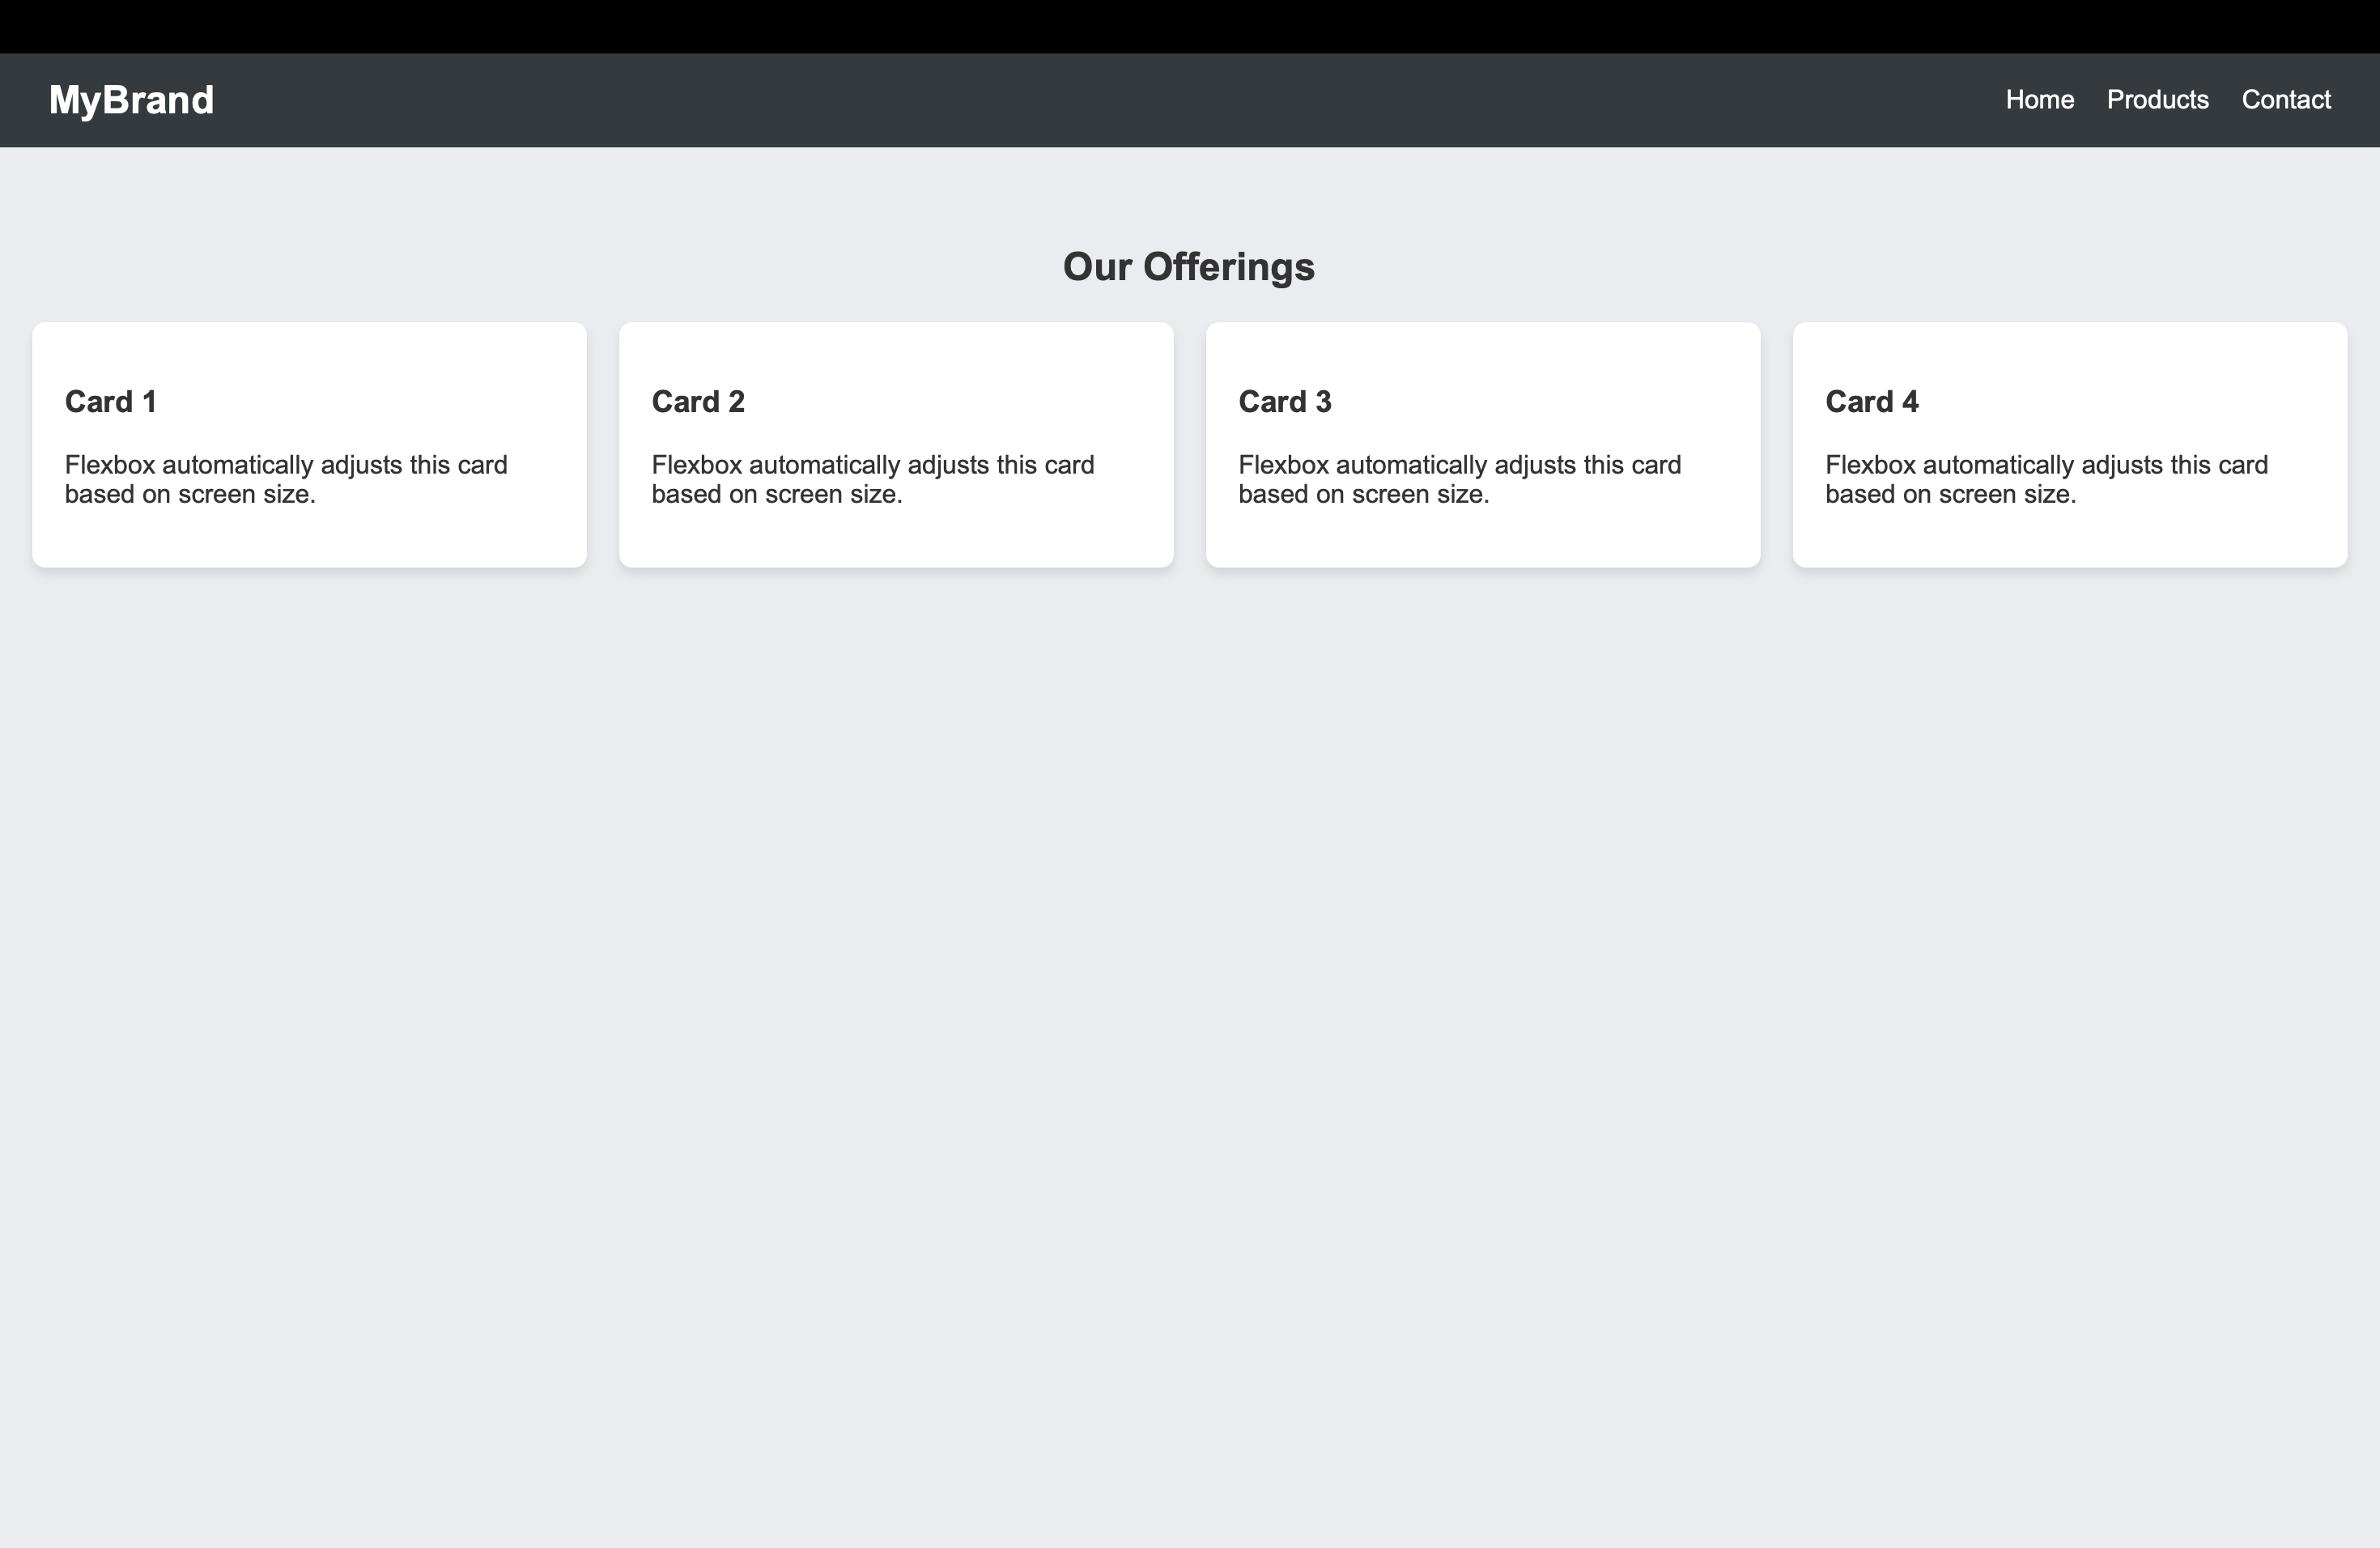 MyBrand
Home Products Contact
Our Offerings
Card 1
Flexbox automatically adjusts this card
based on screen size.
Card 2
Flexbox automatically adjusts this card
based on screen size.
Card 3
Flexbox automatically adjusts this card
based on screen size.
Card 4
Flexbox automatically adjusts this card
based on screen size.